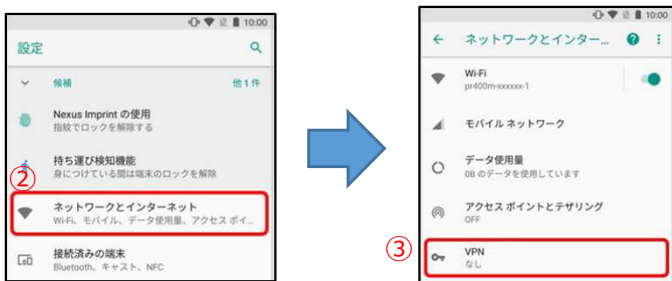 10:00
設定
候補
他1件
Nexus Imprint の使用
指紋でロックを解除する
持ち運び検知機能
身につけている間は端末のロックを解除
②
ネットワークとインターネット
Wi-Fi、モバイル、データ使用量、アクセス ポイ...
接続済みの端末
Bluetooth、キャスト、NFC
10:00
ネットワークとインター...
Wi-Fi
pr400m-xxxxxx-1
モバイル ネットワーク
データ使用量
0B のデータを使用しています
アクセス ポイントとテザリング
OFF
③
VPN
なし